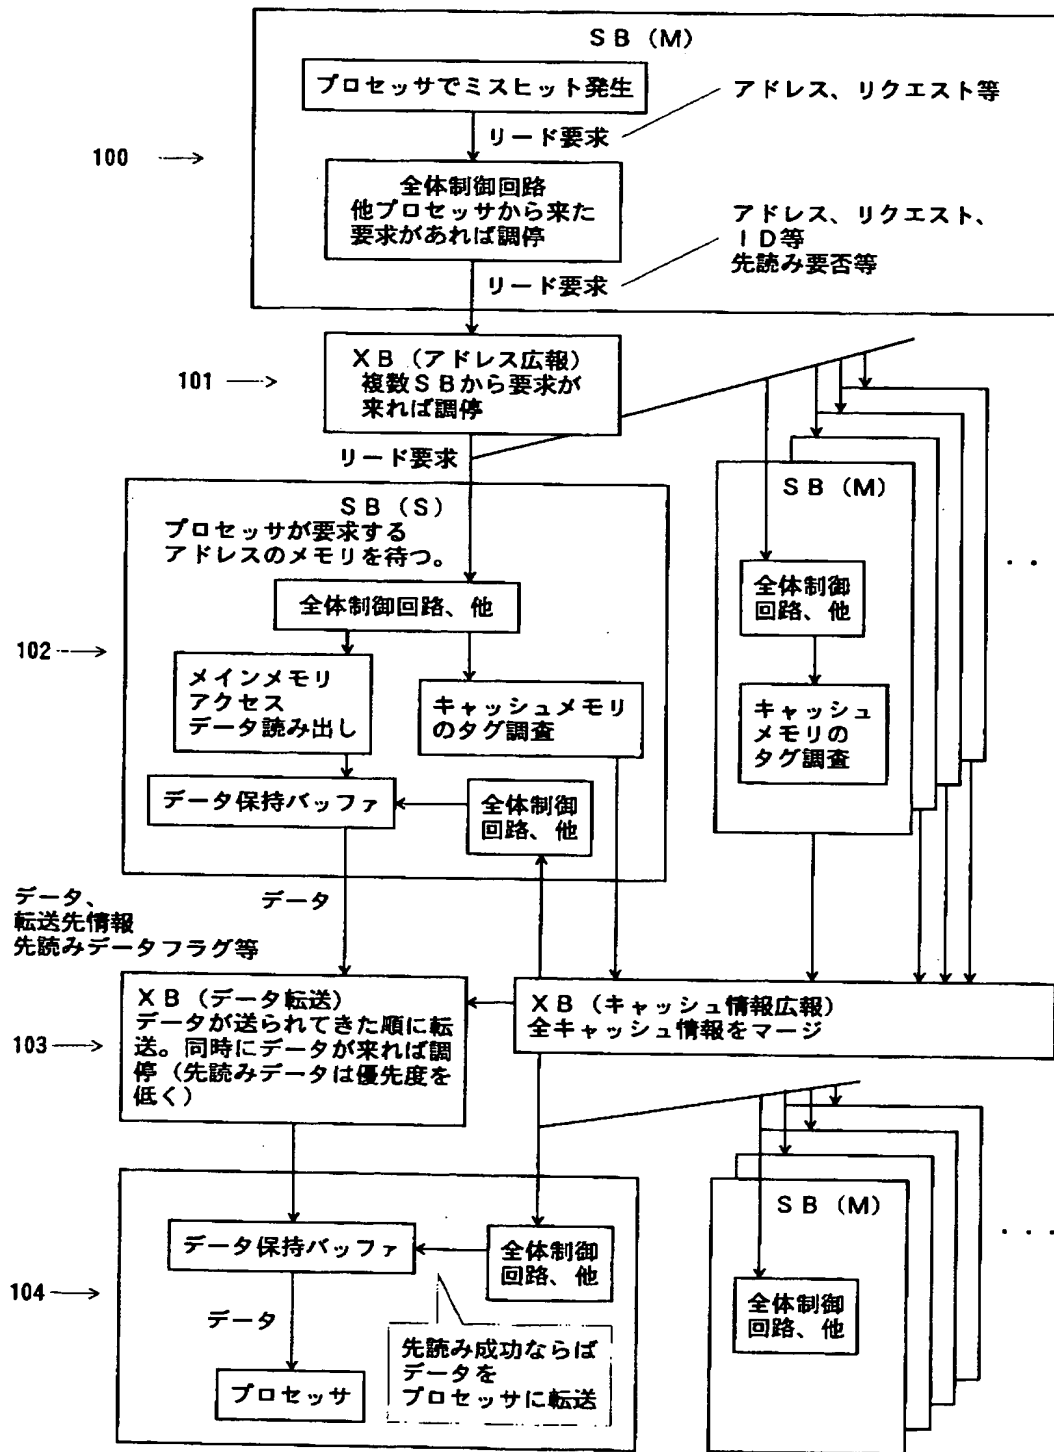 SB(M)
プロセッサでミスヒット発生
アドレス、リクエスト等
リード要求
100
全体制御回路
他プロセッサから来た
要求があれば調停
アドレス、リクエスト、
ID等
先読み要否等
リード要求
XB(アドレス広報)
複数SBから要求が
来れば調停
101
リード要求
SB(S)
プロセッサが要求する
アドレスのメモリを待つ。
全体制御回路、他
102
メインメモリ
アクセス
データ読み出し
キャッシュメモリ
のタグ調査
データ保持バッファ
全体制御
回路、他
SB(M)
全体制御
回路、他
キャッシュ
メモリの
タグ調査
・・
データ、
転送先情報
先読みデータフラグ等
データ
XB(データ転送)
データが送られてきた順に転
送。同時にデータが来れば調
停(先読みデータは優先度を
低く)
103
XB(キャッシュ情報広報)
全キャッシュ情報をマージ
データ保持バッファ
全体制御
回路、他
104
データ
先読み成功ならば
データを
プロセッサに転送
プロセッサ
SB(M)
全体制御
回路、他
・・・